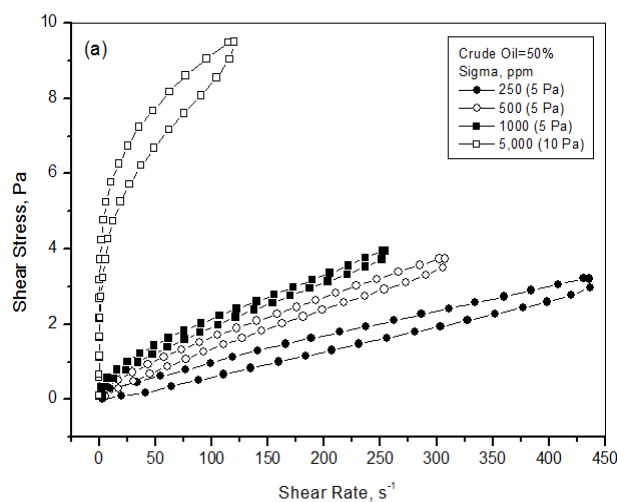 (a)
Crude Oil=50%
Sigma, ppm
250 (5 Pa)
500 (5 Pa)
1000 (5 Pa)
5,000 (10 Pa)
Shear Stress, Pa
10
8
6
4
2
0
0 50 100 150 200 250 300 350 400 450
Shear Rate, s⁻¹